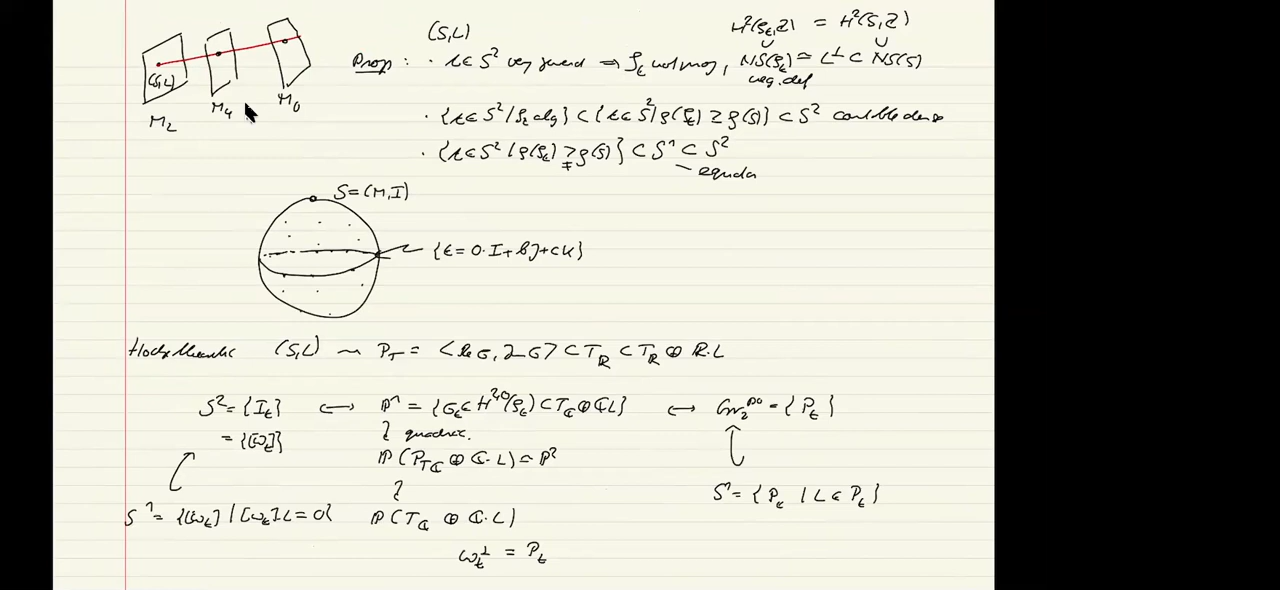 (S,L)
H²(S_t,Z) = H²(S,Z)
∪ ∪
(S,L)
M₂ M₄ M₀
Prop : · t∈S² very general ⇒ S_t not proj, NS(S_t) ≃ L^⊥ ⊂ NS(S)
neg. def
· {t∈S² / S_t alg} ⊂ {t∈S² / ρ(S_t) ≥ ρ(S)} ⊂ S² countable dense
· {t∈S² / ρ(S_t) ≩ ρ(S)} ⊂ S¹ ⊂ S²
– equator
S=(M,I)
{t = 0·I + bJ + cK}
Hodge theoretic (S,L) ⇝ P_T = <Re σ, Im σ> ⊂ T_ℝ ⊂ T_ℝ ⊕ ℝ·L
S² = {I_t} ⟷ ℙ¹ = {σ_t ∈ H^{2,0}(S_t) ⊂ T_ℂ ⊕ ℂL} ⟷ Gr₂^{po} = {P_t}
= {[ω_t]} quadric.
ℙ(P_{Tℂ} ⊕ ℂ·L) ≃ ℙ²
S¹ = {P_t / L ∈ P_t}
S¹ = {[ω_t] / [ω_t].L = 0} ℙ(T_ℂ ⊕ ℂ·L)
ω_t^⊥ = P_t